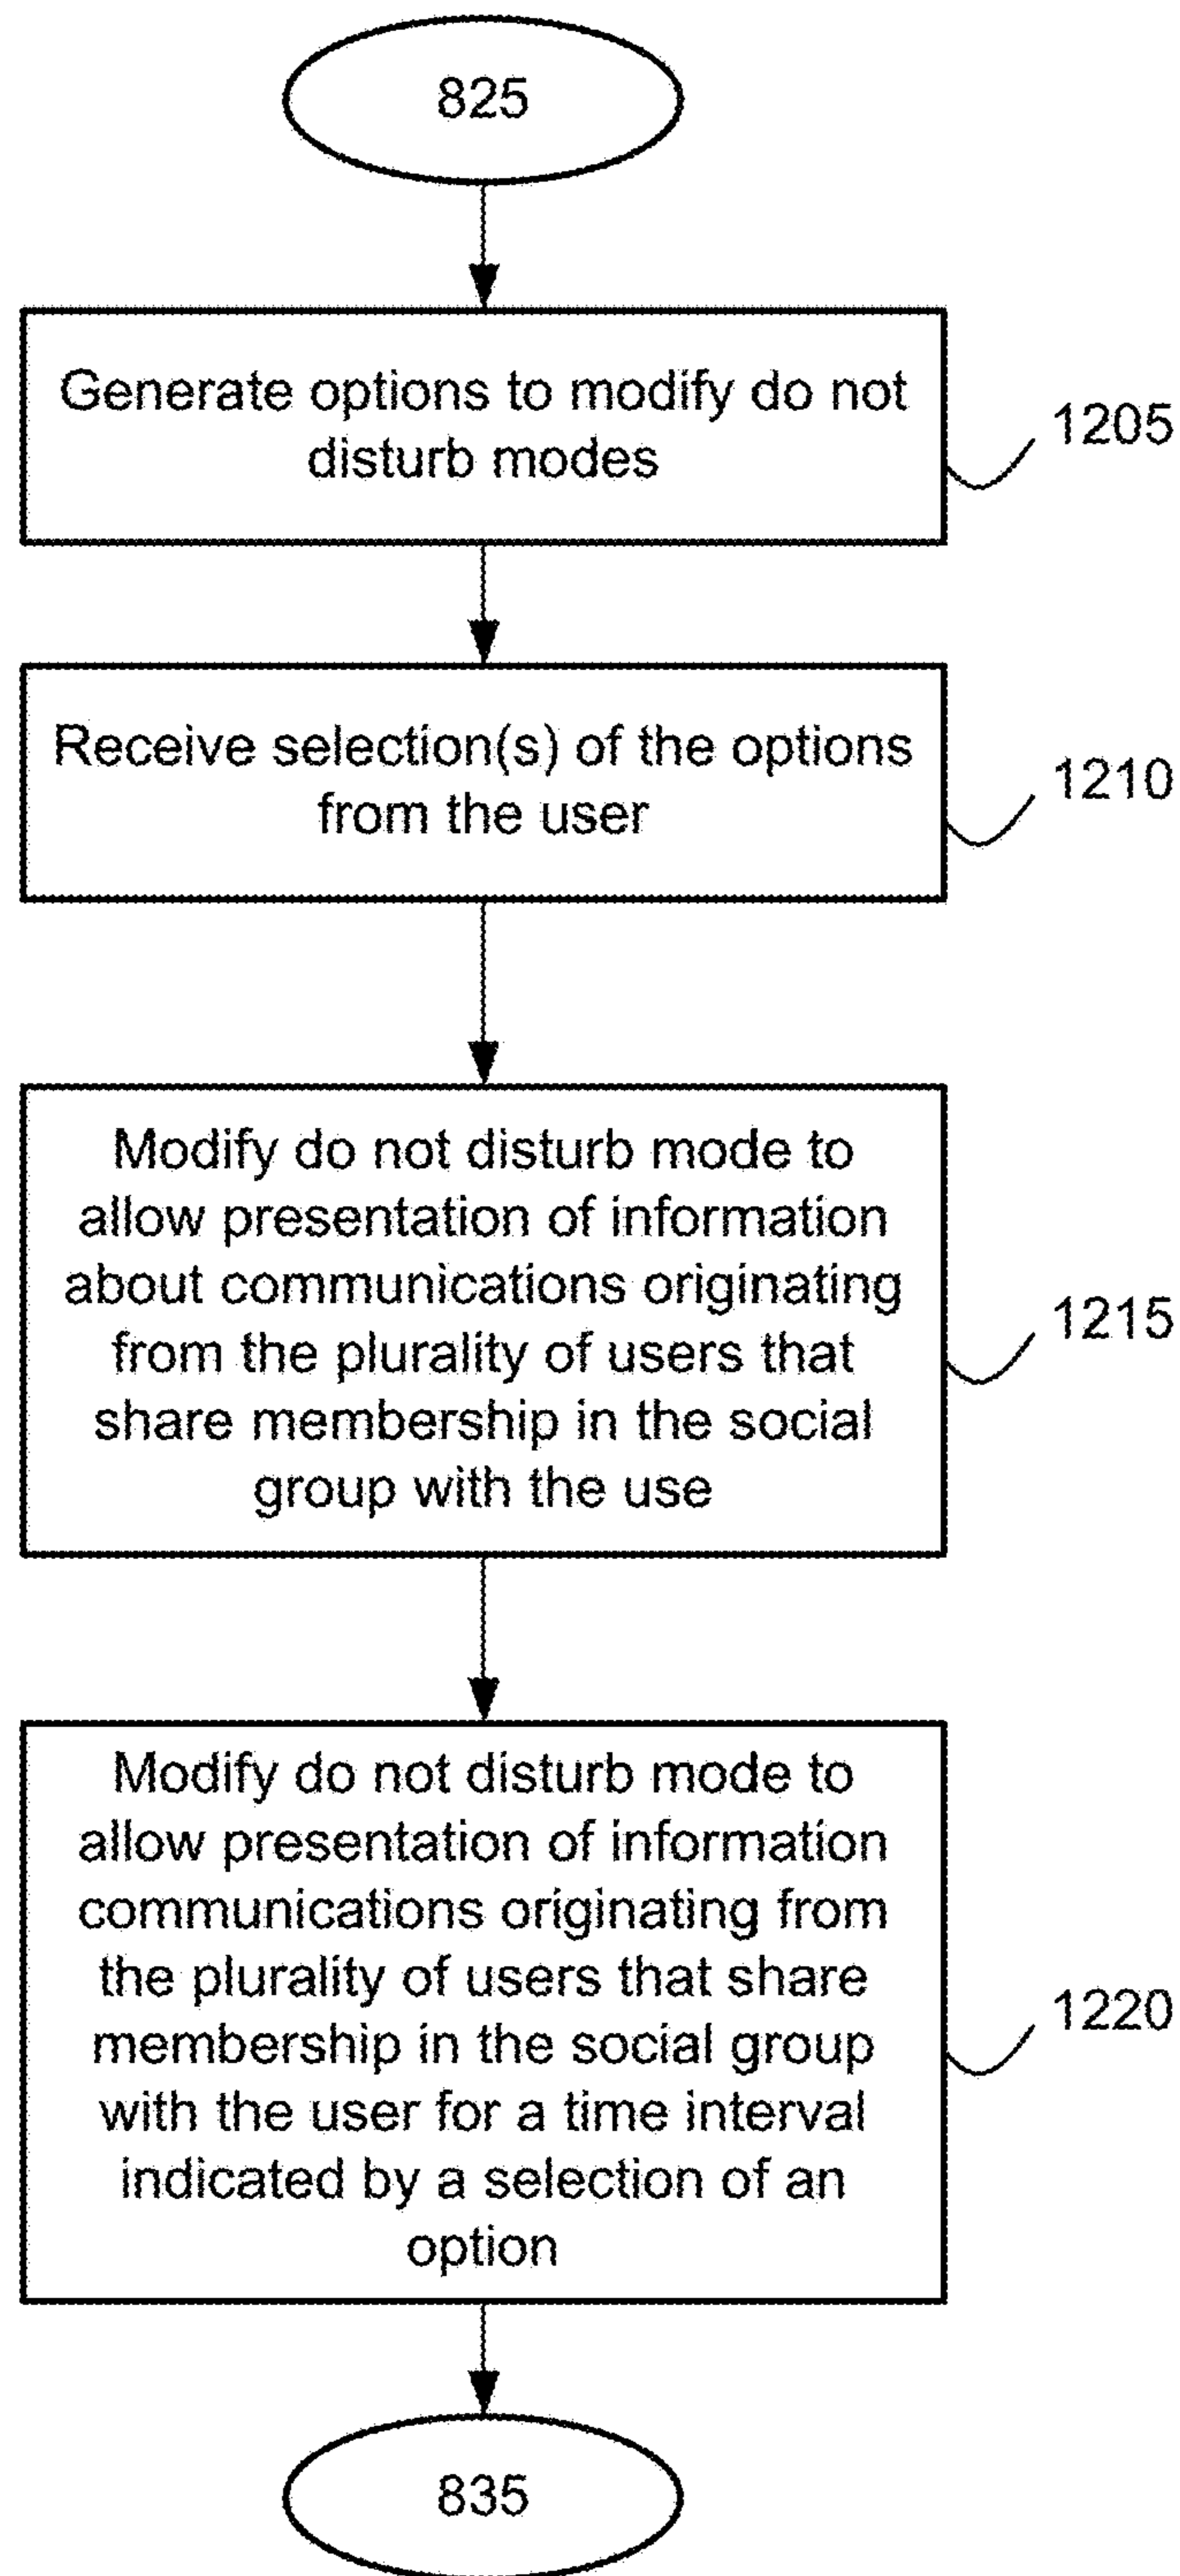 825
Generate options to modify do not
disturb modes
1205
Receive selection(s) of the options
from the user
1210
Modify do not disturb mode to
allow presentation of information
about communications originating
from the plurality of users that
share membership in the social
group with the use
1215
Modify do not disturb mode to
allow presentation of information
communications originating from
the plurality of users that share
membership in the social group
with the user for a time interval
indicated by a selection of an
option
1220
835